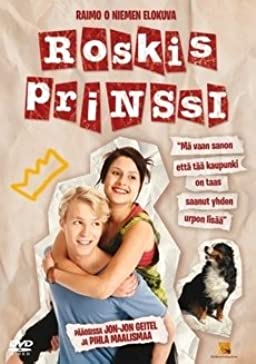 RAIMO O NIEMEN ELOKUVA
ROSKIS
PRINSSI
"Mä vaan sanon
että tää kaupunki
on taas
saanut yhden
urpon lisää"
PÄÄOSISSA JON-JON GEITEL
JA PIHLA MAALISMAA
DVD